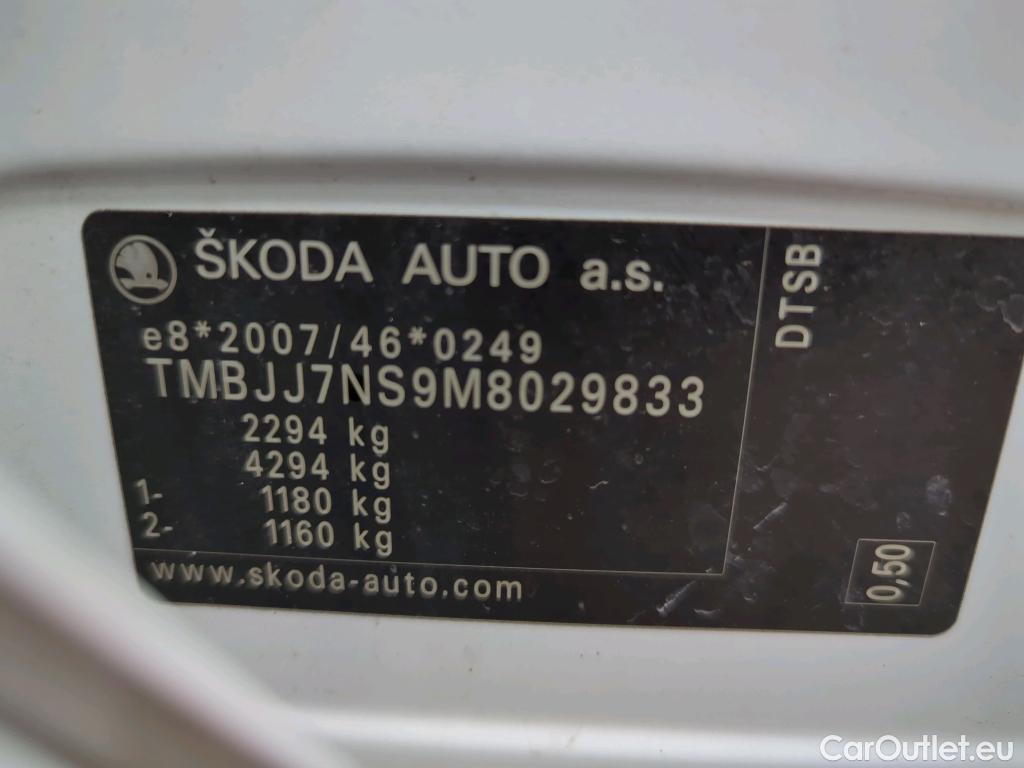 ŠKODA AUTO a.s.
e8*2007/46*0249
TMBJJ7NS9M8029833
2294 kg
4294 kg
1- 1180 kg
2- 1160 kg
www.skoda-auto.com
DTSB
0,50
CarOutlet.eu